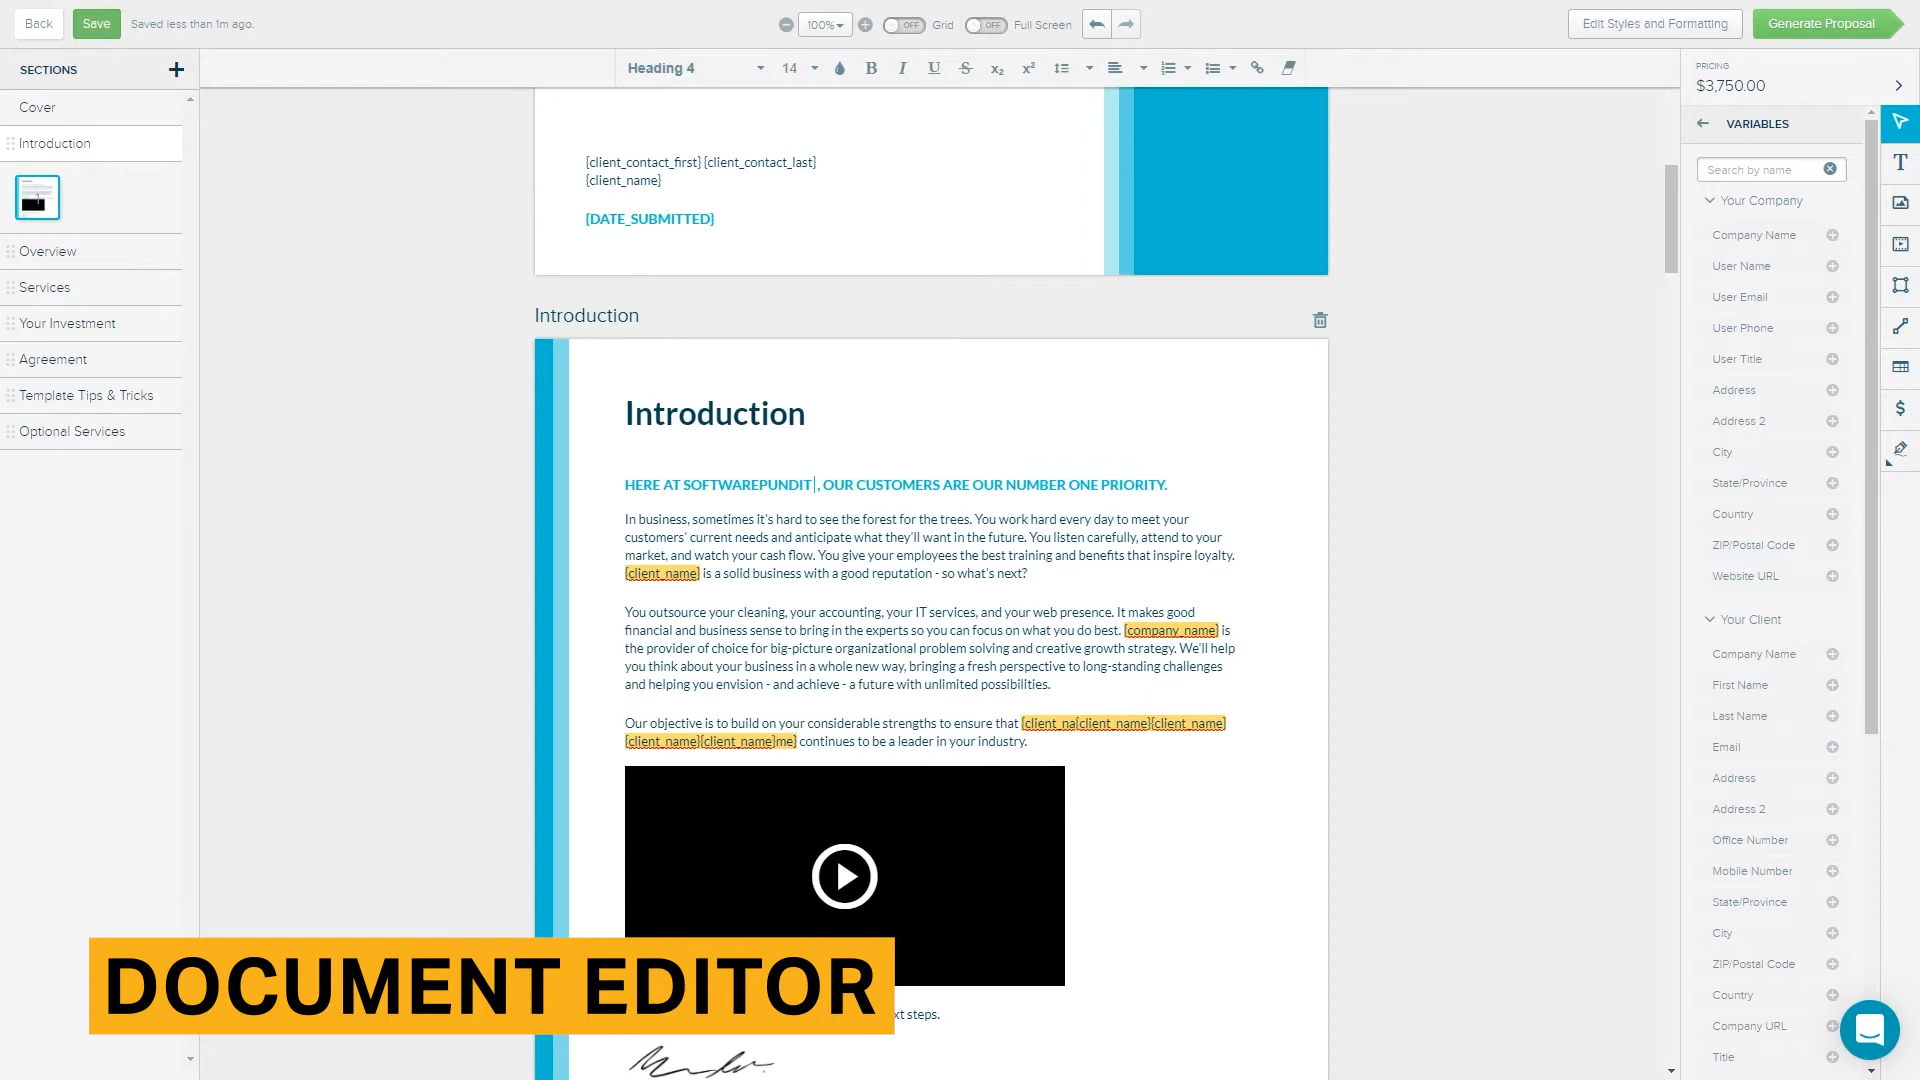 Back
Save
Saved less than 1m ago.
100%
OFF
Grid
OFF
Full Screen
Edit Styles and Formatting
Generate Proposal
SECTIONS
Cover
Introduction
Overview
Services
Your Investment
Agreement
Template Tips & Tricks
Optional Services
Heading 4
14
B
I
U
S
x₂
x²
{client_contact_first} {client_contact_last}
{client_name}
{DATE_SUBMITTED}
Introduction
Introduction
HERE AT SOFTWAREPUNDIT , OUR CUSTOMERS ARE OUR NUMBER ONE PRIORITY.
In business, sometimes it's hard to see the forest for the trees. You work hard every day to meet your
customers' current needs and anticipate what they'll want in the future. You listen carefully, attend to your
market, and watch your cash flow. You give your employees the best training and benefits that inspire loyalty.
{client_name} is a solid business with a good reputation - so what's next?
You outsource your cleaning, your accounting, your IT services, and your web presence. It makes good
financial and business sense to bring in the experts so you can focus on what you do best. {company_name} is
the provider of choice for big-picture organizational problem solving and creative growth strategy. We'll help
you think about your business in a whole new way, bringing a fresh perspective to long-standing challenges
and helping you envision - and achieve - a future with unlimited possibilities.
Our objective is to build on your considerable strengths to ensure that {client_na{client_name}{client_name}
{client_name}{client_name}me} continues to be a leader in your industry.
DOCUMENT EDITOR
xt steps.
PRICING
$3,750.00
VARIABLES
Search by name
Your Company
Company Name
User Name
User Email
User Phone
User Title
Address
Address 2
City
State/Province
Country
ZIP/Postal Code
Website URL
Your Client
Company Name
First Name
Last Name
Email
Address
Address 2
Office Number
Mobile Number
State/Province
City
ZIP/Postal Code
Country
Company URL
Title
T
$